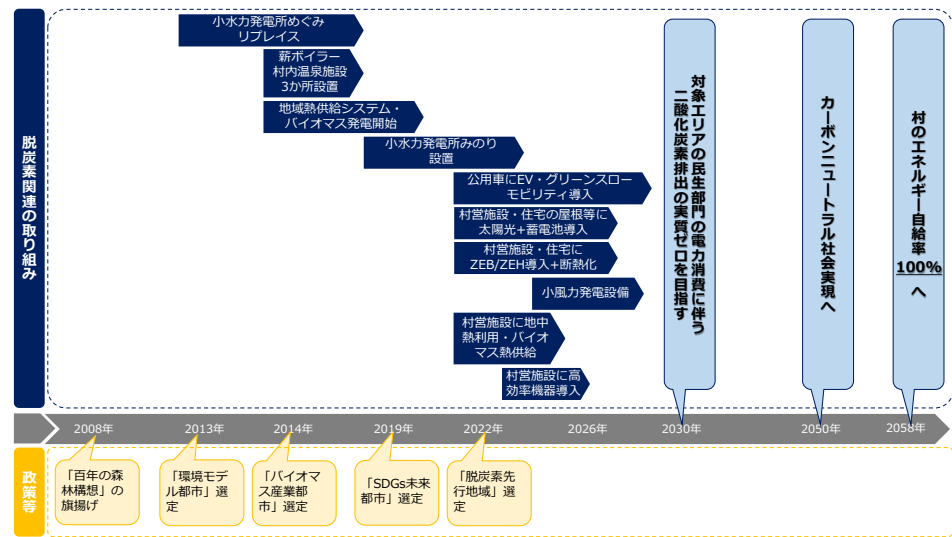 脱炭素関連の取り組み
小水力発電所めぐみ
リプレイス
薪ボイラー
村内温泉施設
3か所設置
地域熱供給システム・
バイオマス発電開始
小水力発電所みのり
設置
公用車にEV・グリーンスロー
モビリティ導入
村営施設・住宅の屋根等に
太陽光+蓄電池導入
村営施設・住宅に
ZEB/ZEH導入+断熱化
小風力発電設備
村営施設に地中
熱利用・バイオ
マス熱供給
村営施設に高
効率機器導入
対象エリアの民生部門の電力消費に伴う
二酸化炭素排出の実質ゼロを目指す
カーボンニュートラル社会実現へ
村のエネルギー自給率
100%
へ
2008年
2013年
2014年
2019年
2022年
2026年
2030年
2050年
2058年
政策等
「百年の森
林構想」の
旗揚げ
「環境モデ
ル都市」選
定
「バイオマ
ス産業都
市」選定
「SDGs未来
都市」選定
「脱炭素先
行地域」選
定